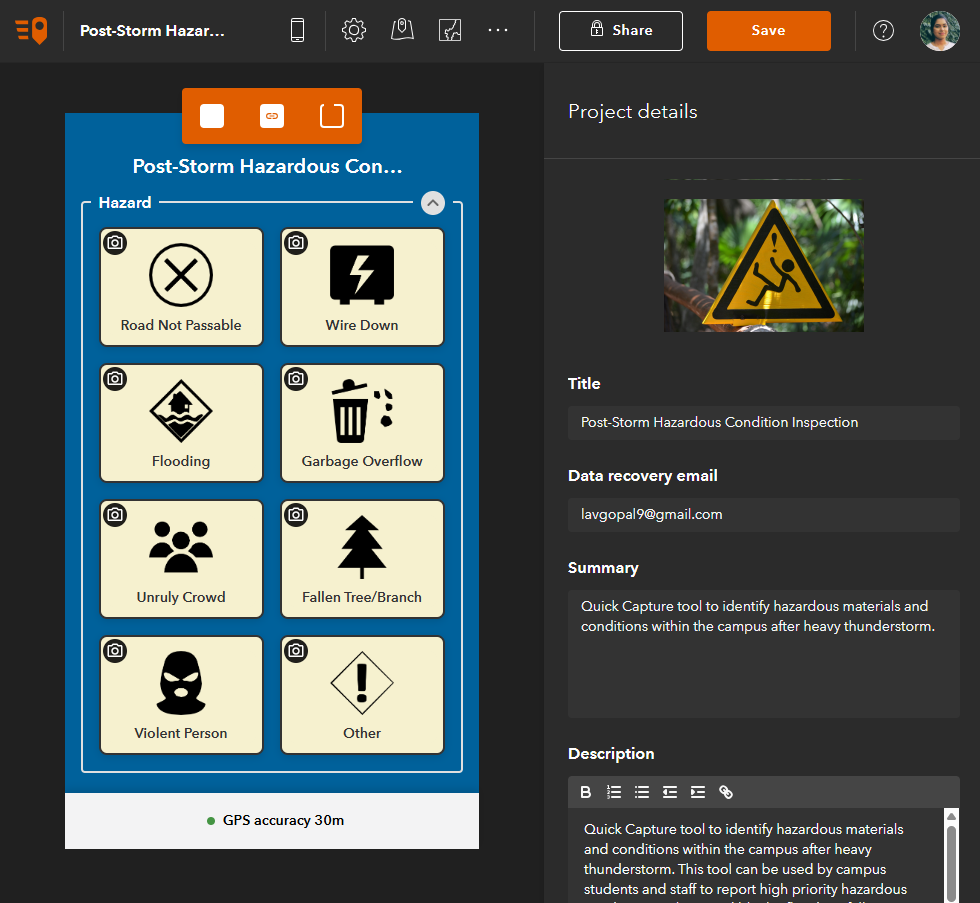 Post-Storm Hazar...
Share
Save
Project details
Post-Storm Hazardous Con...
Hazard
Road Not Passable
Wire Down
Flooding
Garbage Overflow
Unruly Crowd
Fallen Tree/Branch
Violent Person
Other
GPS accuracy 30m
Title
Post-Storm Hazardous Condition Inspection
Data recovery email
lavgopal9@gmail.com
Summary
Quick Capture tool to identify hazardous materials and
conditions within the campus after heavy thunderstorm.
Description
B
Quick Capture tool to identify hazardous materials
and conditions within the campus after heavy
thunderstorm. This tool can be used by campus
students and staff to report high priority hazardous